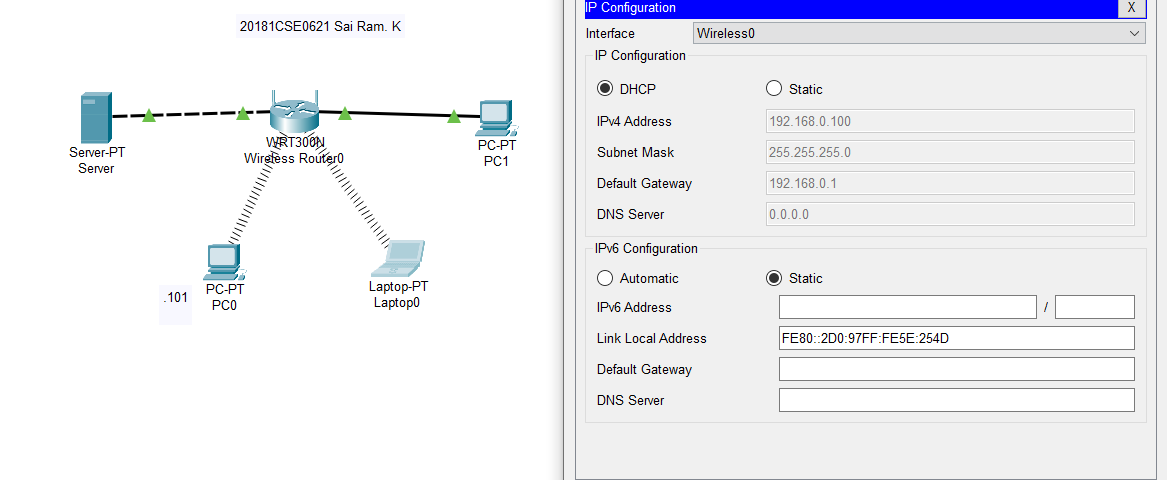 20181CSE0621 Sai Ram. K
Server-PT
Server
WRT300N
Wireless Router0
PC-PT
PC1
.101
PC-PT
PC0
Laptop-PT
Laptop0
IP Configuration
X
Interface
Wireless0
IP Configuration
DHCP
Static
IPv4 Address
192.168.0.100
Subnet Mask
255.255.255.0
Default Gateway
192.168.0.1
DNS Server
0.0.0.0
IPv6 Configuration
Automatic
Static
IPv6 Address
/
Link Local Address
FE80::2D0:97FF:FE5E:254D
Default Gateway
DNS Server